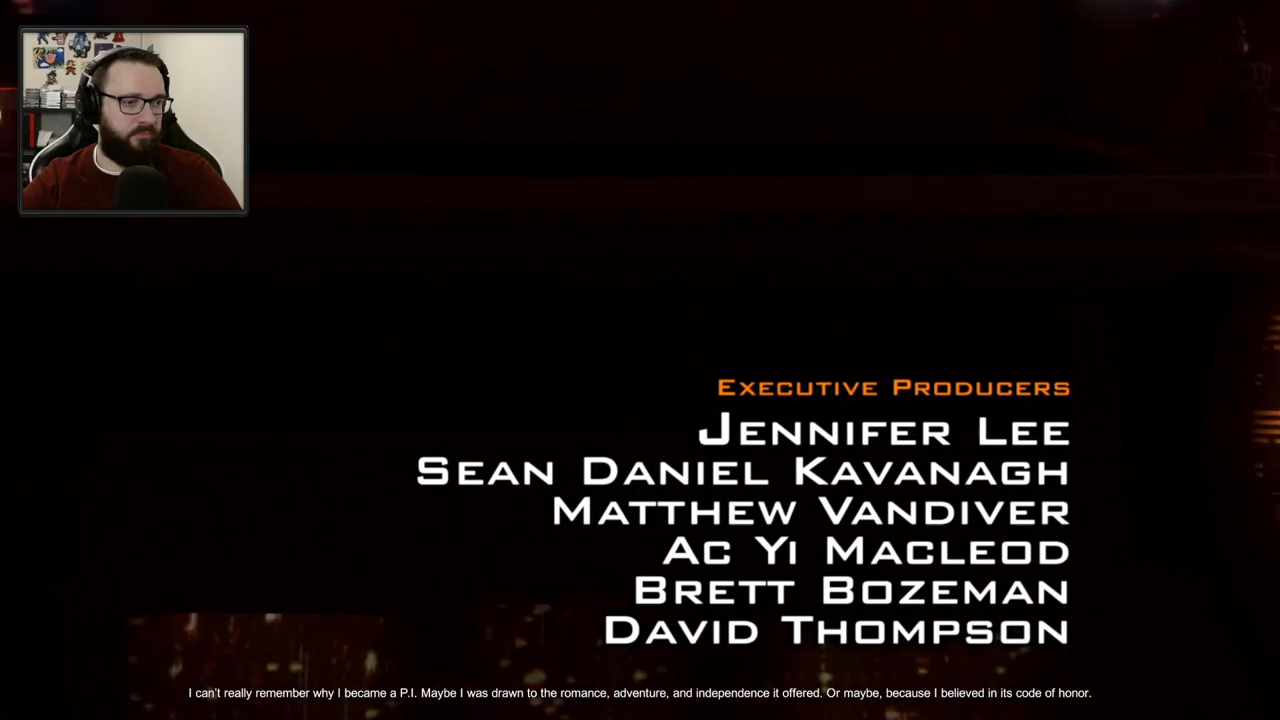 Executive Producers
Jennifer Lee
Sean Daniel Kavanagh
Matthew Vandiver
Ac Yi Macleod
Brett Bozeman
David Thompson
I can't really remember why I became a P.I. Maybe I was drawn to the romance, adventure, and independence it offered. Or maybe, because I believed in its code of honor.